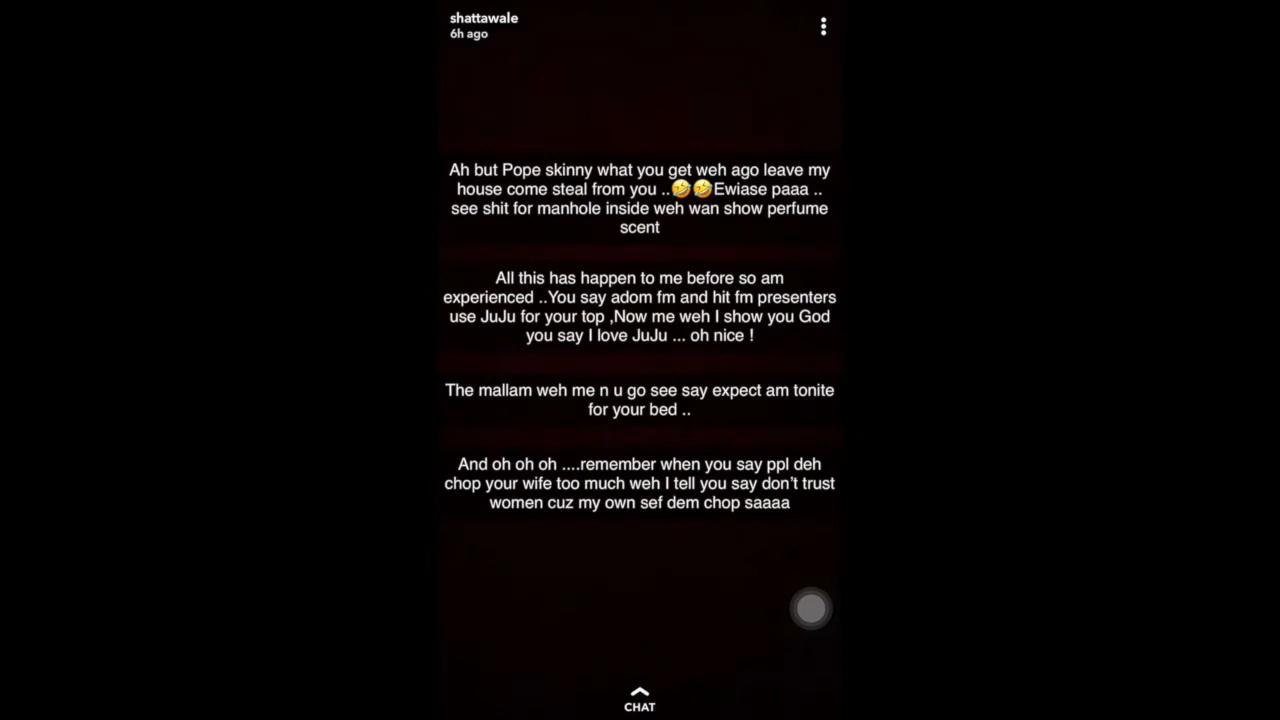 shattawale
6h ago
Ah but Pope skinny what you get weh ago leave my
house come steal from you ..🤣🤣Ewiase paaa ..
see shit for manhole inside weh wan show perfume
scent
All this has happen to me before so am
experienced ..You say adom fm and hit fm presenters
use JuJu for your top ,Now me weh I show you God
you say I love JuJu ... oh nice !
The mallam weh me n u go see say expect am tonite
for your bed ..
And oh oh oh ....remember when you say ppl deh
chop your wife too much weh I tell you say don’t trust
women cuz my own sef dem chop saaaa
CHAT